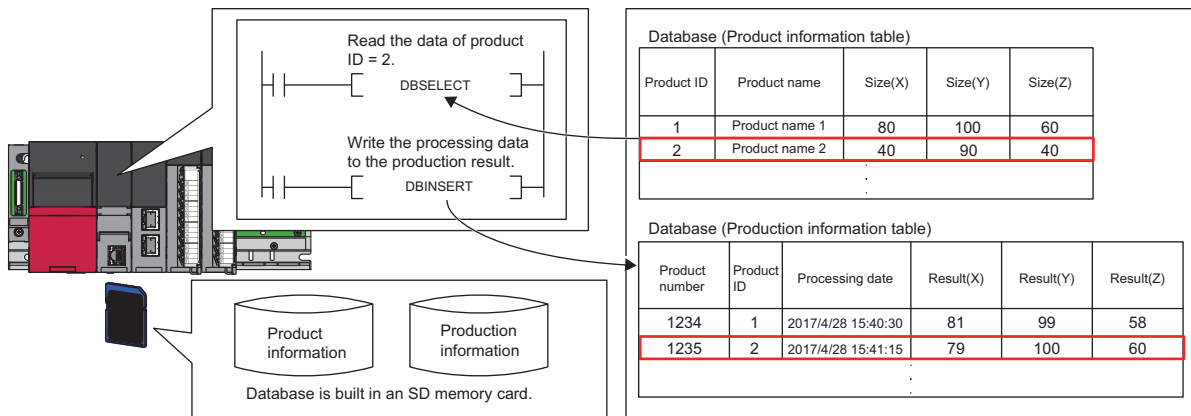 Read the data of product
ID = 2.
DBSELECT
Write the processing data
to the production result.
DBINSERT
Product
information
Production
information
Database is built in an SD memory card.
Database (Product information table)
Product ID Product name Size(X) Size(Y) Size(Z)
1 Product name 1 80 100 60
2 Product name 2 40 90 40
Database (Production information table)
Product
number
Product
ID
Processing date Result(X) Result(Y) Result(Z)
1234 1 2017/4/28 15:40:30 81 99 58
1235 2 2017/4/28 15:41:15 79 100 60